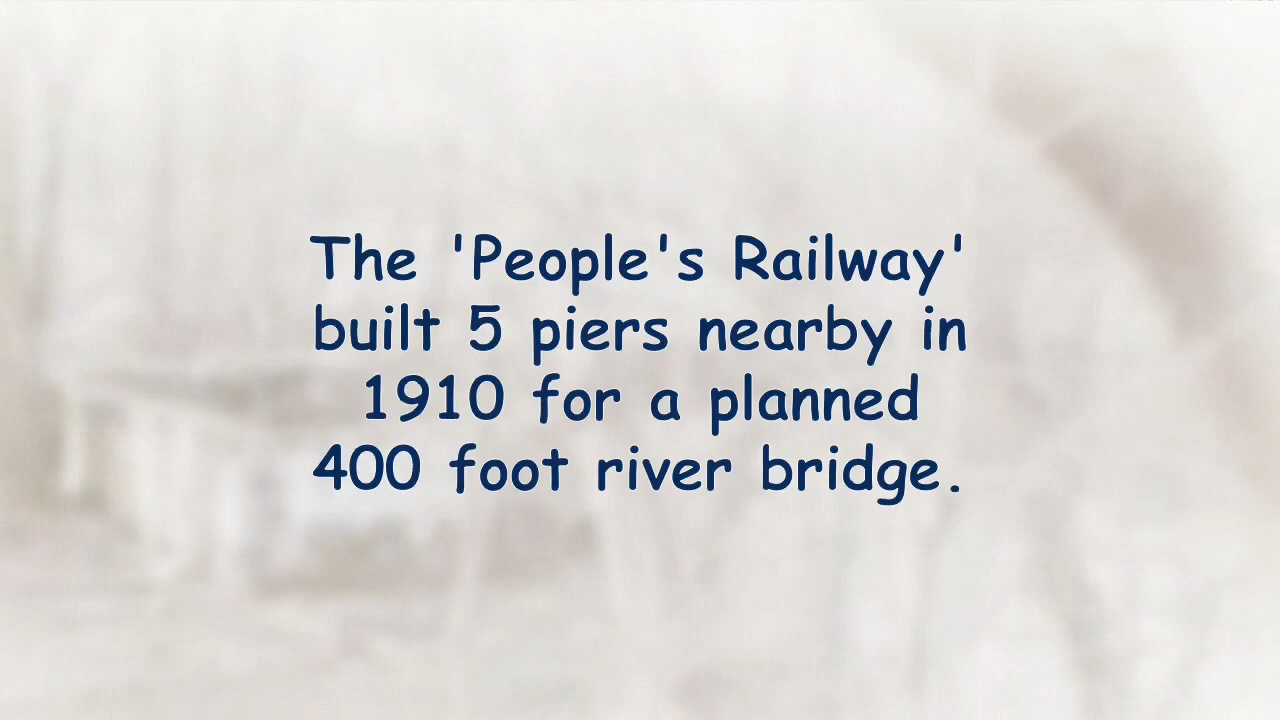 The 'People's Railway'
built 5 piers nearby in
1910 for a planned
400 foot river bridge.